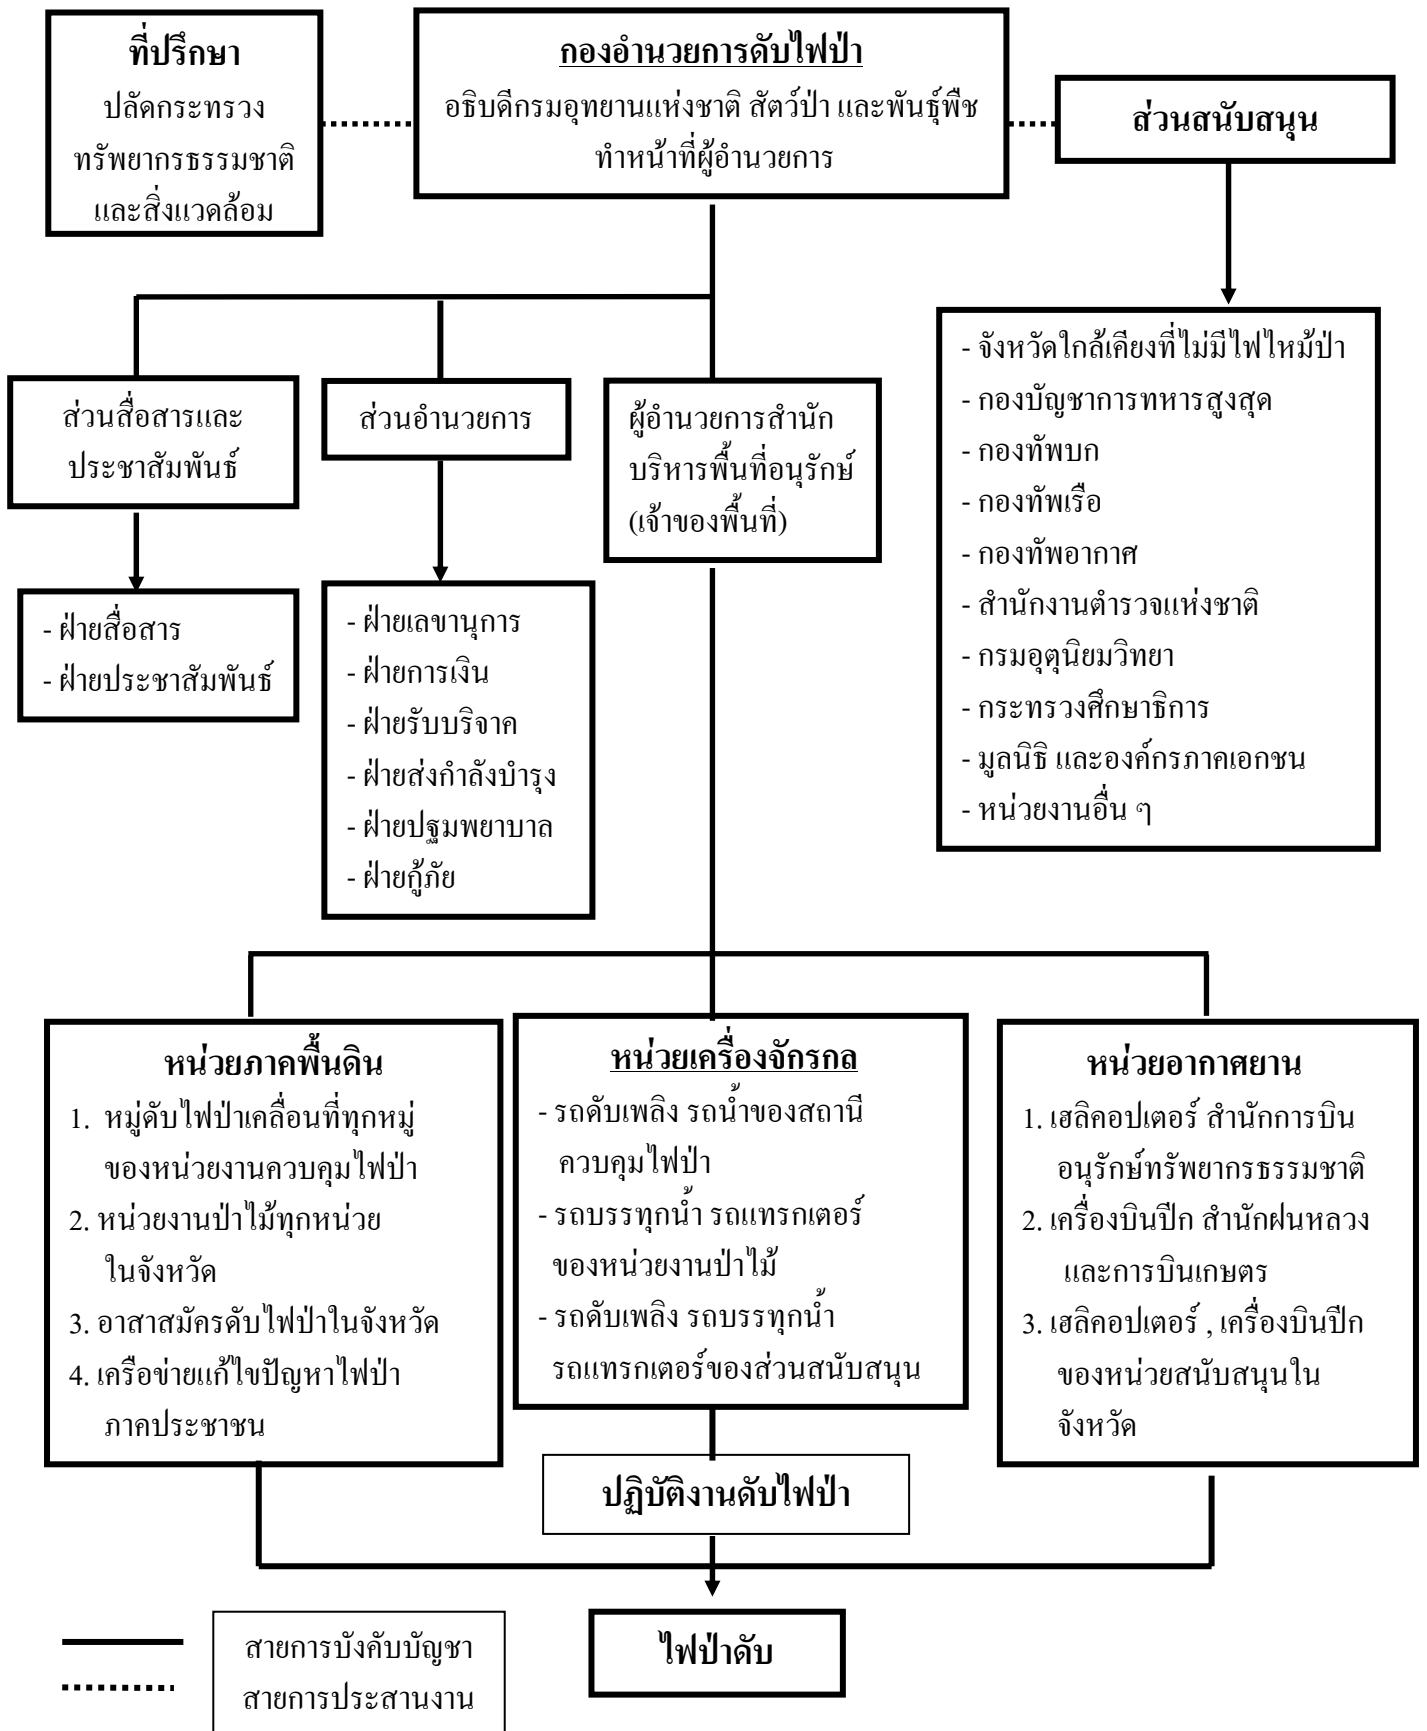 ที่ปรึกษา
ปลัดกระทรวง
ทรัพยากรธรรมชาติ
และสิ่งแวดล้อม
กองอำนวยการดับไฟป่า
อธิบดีกรมอุทยานแห่งชาติ สัตว์ป่า และพันธุ์พืช
ทำหน้าที่ผู้อำนวยการ
ส่วนสนับสนุน
ส่วนสื่อสารและ
ประชาสัมพันธ์
ส่วนอำนวยการ
ผู้อำนวยการสำนัก
บริหารพื้นที่อนุรักษ์
(เจ้าของพื้นที่)
- จังหวัดใกล้เคียงที่ไม่มีไฟไหม้ป่า
- กองบัญชาการทหารสูงสุด
- กองทัพบก
- กองทัพเรือ
- กองทัพอากาศ
- สำนักงานตำรวจแห่งชาติ
- กรมอุตุนิยมวิทยา
- กระทรวงศึกษาธิการ
- มูลนิธิ และองค์กรภาคเอกชน
- หน่วยงานอื่น ๆ
- ฝ่ายสื่อสาร
- ฝ่ายประชาสัมพันธ์
- ฝ่ายเลขานุการ
- ฝ่ายการเงิน
- ฝ่ายรับบริจาค
- ฝ่ายส่งกำลังบำรุง
- ฝ่ายปฐมพยาบาล
- ฝ่ายกู้ภัย
หน่วยภาคพื้นดิน
1. หมู่ดับไฟป่าเคลื่อนที่ทุกหมู่
ของหน่วยงานควบคุมไฟป่า
2. หน่วยงานป่าไม้ทุกหน่วย
ในจังหวัด
3. อาสาสมัครดับไฟป่าในจังหวัด
4. เครือข่ายแก้ไขปัญหาไฟป่า
ภาคประชาชน
หน่วยเครื่องจักรกล
- รถดับเพลิง รถน้ำของสถานี
ควบคุมไฟป่า
- รถบรรทุกน้ำ รถแทรกเตอร์
ของหน่วยงานป่าไม้
- รถดับเพลิง รถบรรทุกน้ำ
รถแทรกเตอร์ของส่วนสนับสนุน
หน่วยอากาศยาน
1. เฮลิคอปเตอร์ สำนักการบิน
อนุรักษ์ทรัพยากรธรรมชาติ
2. เครื่องบินปีก สำนักฝนหลวง
และการบินเกษตร
3. เฮลิคอปเตอร์ , เครื่องบินปีก
ของหน่วยสนับสนุนใน
จังหวัด
ปฏิบัติงานดับไฟป่า
ไฟป่าดับ
สายการบังคับบัญชา
สายการประสานงาน